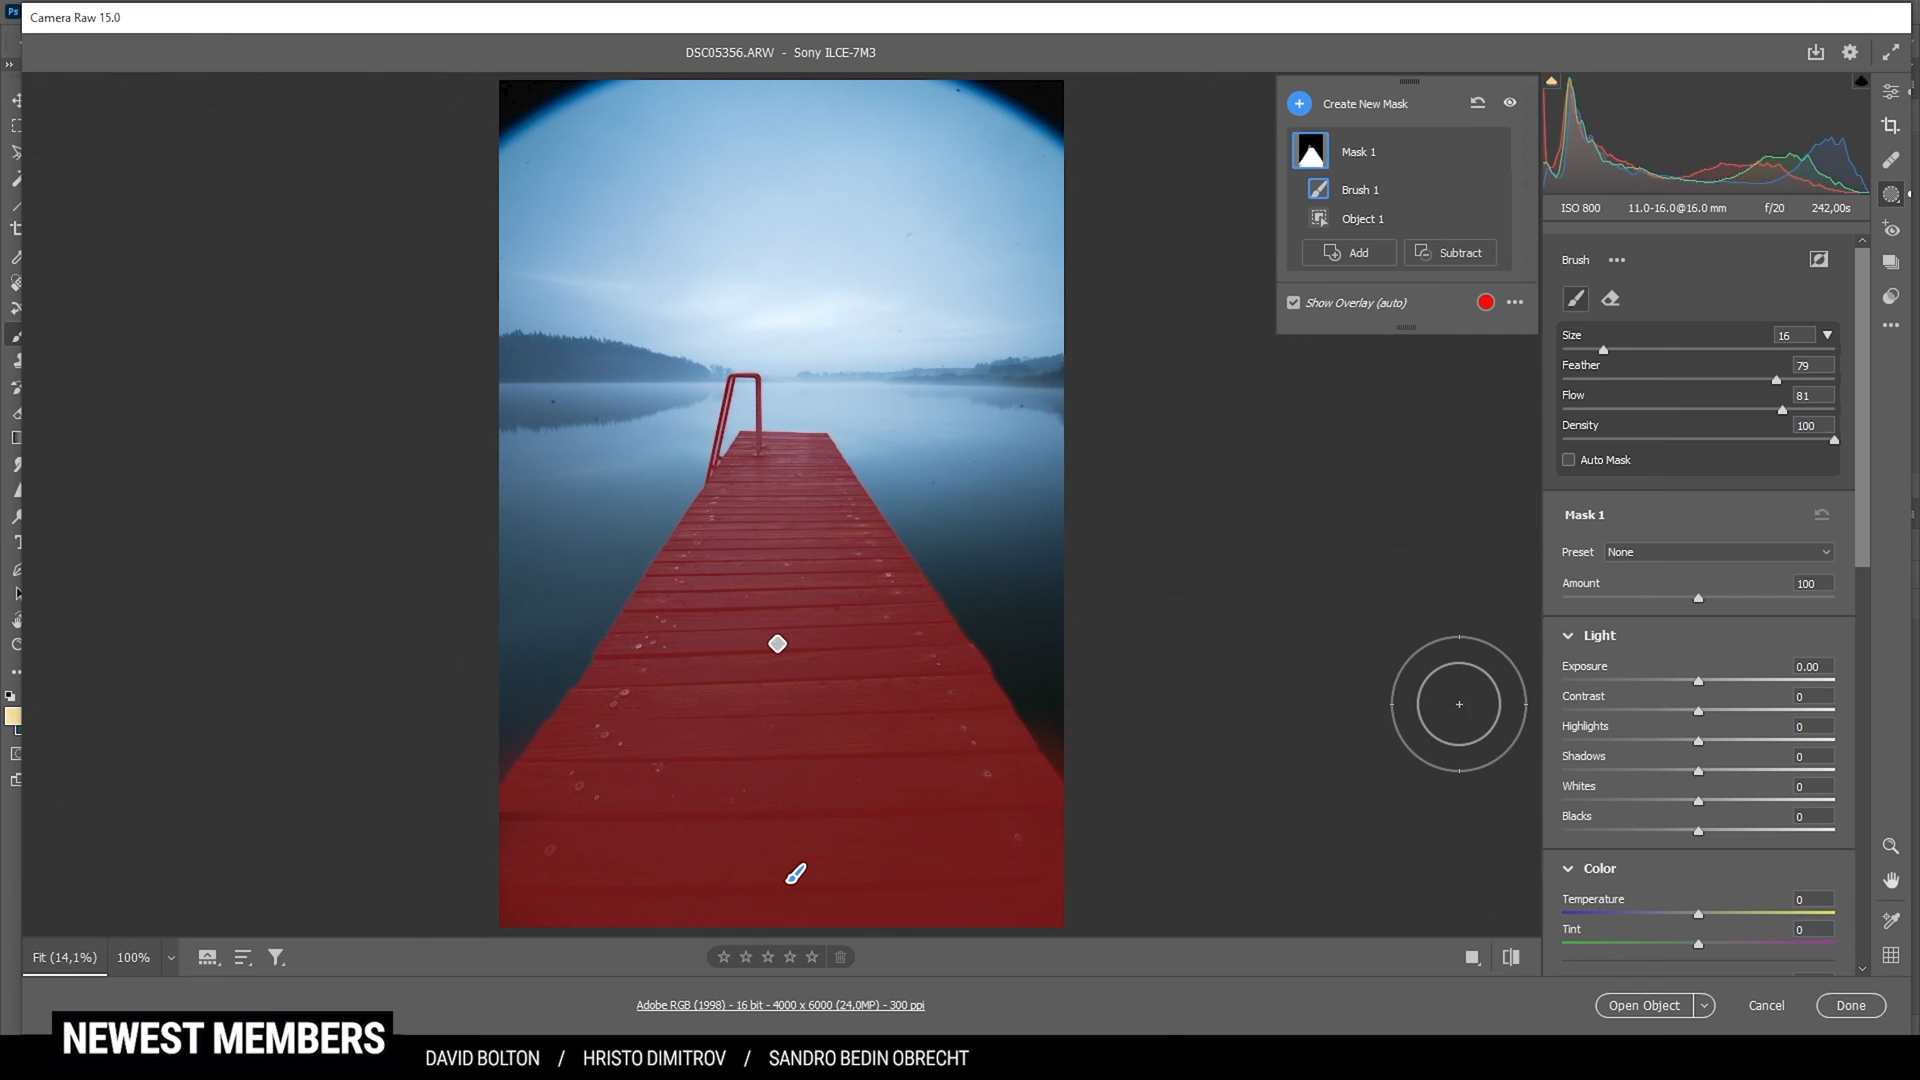 Ps
Camera Raw 15.0
DSC05356.ARW - Sony ILCE-7M3
Create New Mask
Mask 1
Brush 1
Object 1
Add
Subtract
Show Overlay (auto)
ISO 800 11.0-16.0@16.0 mm f/20 242,00s
Brush
Size 16
Feather 79
Flow 81
Density 100
Auto Mask
Mask 1
Preset None
Amount 100
Light
Exposure 0.00
Contrast 0
Highlights 0
Shadows 0
Whites 0
Blacks 0
Color
Temperature 0
Tint 0
Fit (14,1%) 100%
Adobe RGB (1998) - 16 bit - 4000 x 6000 (24,0MP) - 300 ppi
Open Object
Cancel
Done
NEWEST MEMBERS
DAVID BOLTON / HRISTO DIMITROV / SANDRO BEDIN OBRECHT